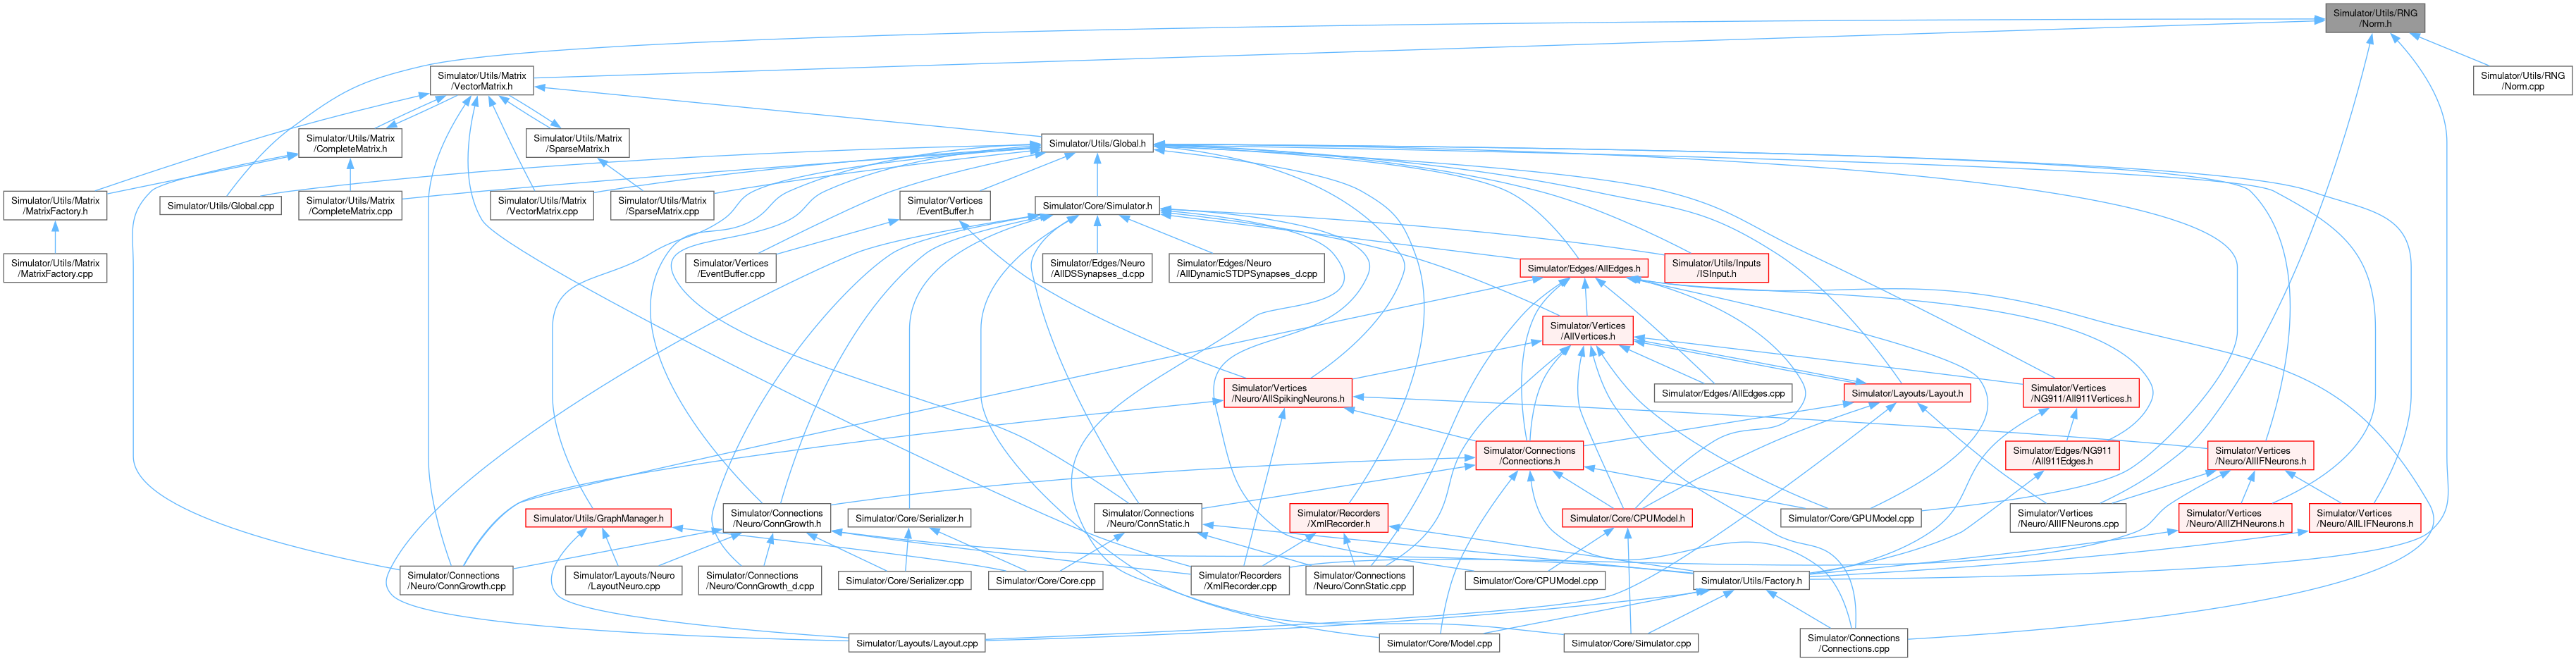 Simulator/Utils/RNG
/Norm.h
Simulator/Utils/Matrix
/VectorMatrix.h
Simulator/Utils/RNG
/Norm.cpp
Simulator/Utils/Matrix
/CompleteMatrix.h
Simulator/Utils/Matrix
/SparseMatrix.h
Simulator/Utils/Global.h
Simulator/Utils/Matrix
/MatrixFactory.h
Simulator/Utils/Global.cpp
Simulator/Utils/Matrix
/CompleteMatrix.cpp
Simulator/Utils/Matrix
/VectorMatrix.cpp
Simulator/Utils/Matrix
/SparseMatrix.cpp
Simulator/Vertices
/EventBuffer.h
Simulator/Core/Simulator.h
Simulator/Utils/Matrix
/MatrixFactory.cpp
Simulator/Vertices
/EventBuffer.cpp
Simulator/Edges/Neuro
/AllDSSynapses_d.cpp
Simulator/Edges/Neuro
/AllDynamicSTDPSynapses_d.cpp
Simulator/Edges/AllEdges.h
Simulator/Utils/Inputs
/ISInput.h
Simulator/Vertices
/AllVertices.h
Simulator/Vertices
/Neuro/AllSpikingNeurons.h
Simulator/Edges/AllEdges.cpp
Simulator/Layouts/Layout.h
Simulator/Vertices
/NG911/All911Vertices.h
Simulator/Connections
/Connections.h
Simulator/Edges/NG911
/All911Edges.h
Simulator/Vertices
/Neuro/AllIFNeurons.h
Simulator/Utils/GraphManager.h
Simulator/Connections
/Neuro/ConnGrowth.h
Simulator/Core/Serializer.h
Simulator/Connections
/Neuro/ConnStatic.h
Simulator/Recorders
/XmlRecorder.h
Simulator/Core/CPUModel.h
Simulator/Core/GPUModel.cpp
Simulator/Vertices
/Neuro/AllIFNeurons.cpp
Simulator/Vertices
/Neuro/AllIZHNeurons.h
Simulator/Vertices
/Neuro/AllLIFNeurons.h
Simulator/Connections
/Neuro/ConnGrowth.cpp
Simulator/Layouts/Neuro
/LayoutNeuro.cpp
Simulator/Connections
/Neuro/ConnGrowth_d.cpp
Simulator/Core/Serializer.cpp
Simulator/Core/Core.cpp
Simulator/Recorders
/XmlRecorder.cpp
Simulator/Connections
/Neuro/ConnStatic.cpp
Simulator/Core/CPUModel.cpp
Simulator/Utils/Factory.h
Simulator/Layouts/Layout.cpp
Simulator/Core/Model.cpp
Simulator/Core/Simulator.cpp
Simulator/Connections
/Connections.cpp